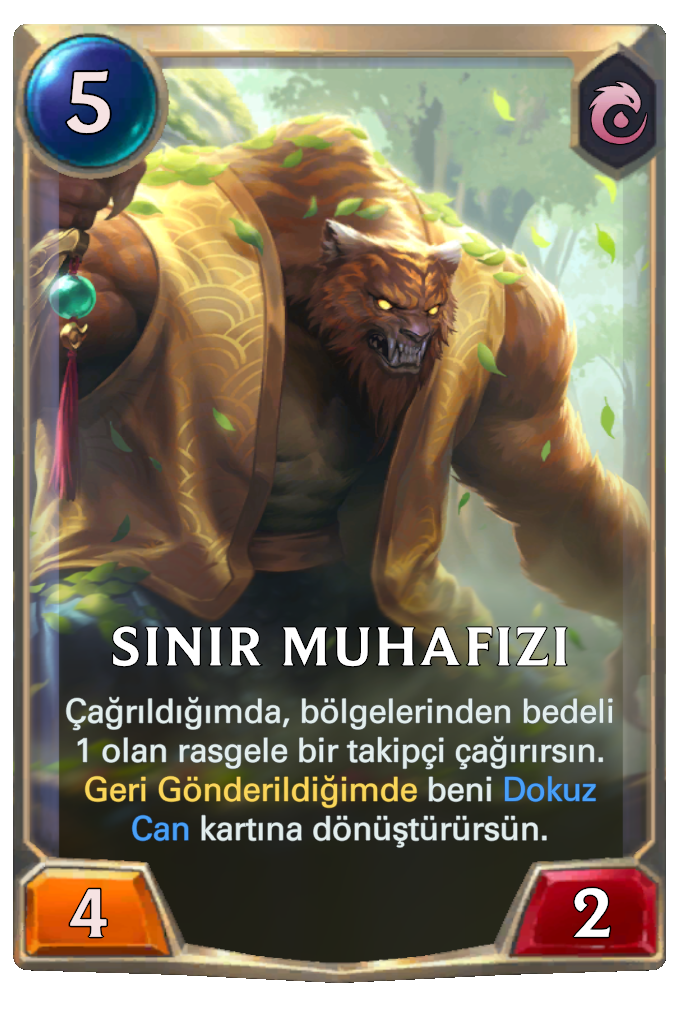 5
SINIR MUHAFIZI
Çağrıldığımda, bölgelerinden bedeli
1 olan rasgele bir takipçi çağırırsın.
Geri Gönderildiğimde beni Dokuz
Can kartına dönüştürürsün.
4
2